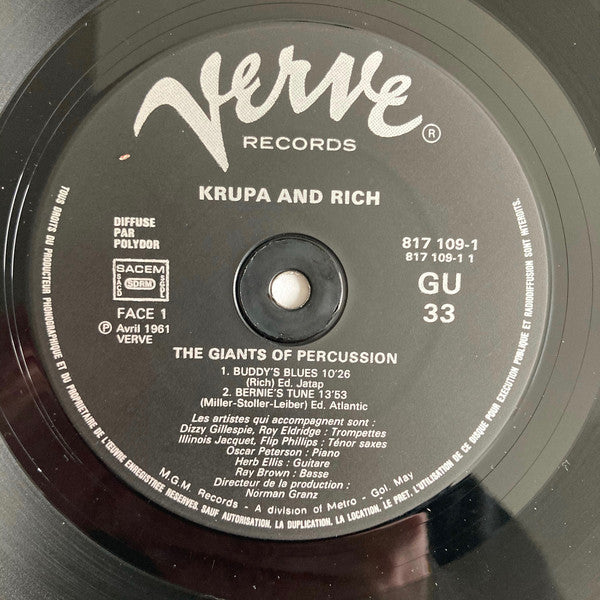 Verve ®
RECORDS
KRUPA AND RICH
DIFFUSE
PAR
POLYDOR
817 109-1
817 109-1 1
SACEM
SACD SDRM SGDL
GU
33
FACE 1
Ⓟ Avril 1961
VERVE
THE GIANTS OF PERCUSSION
1. BUDDY'S BLUES 10'26
(Rich) Ed. Jatap
2. BERNIE'S TUNE 13'53
(Miller-Stoller-Leiber) Ed. Atlantic
Les artistes qui accompagnent sont :
Dizzy Gillespie, Roy Eldridge : Trompettes
Illinois Jacquet, Flip Phillips : Ténor saxes
Oscar Peterson : Piano
Herb Ellis : Guitare
Ray Brown : Basse
Directeur de la production :
Norman Granz
M.G.M. Records - A division of Metro - Gol. May
TOUS DROITS DU PRODUCTEUR PHONOGRAPHIQUE ET DU PROPRIETAIRE DE L'ŒUVRE ENREGISTREE RESERVES. SAUF AUTORISATION, LA DUPLICATION, LA LOCATION, LE PRET, L'UTILISATION DE CE DISQUE POUR EXECUTION PUBLIQUE ET RADIODIFFUSION SONT INTERDITS.